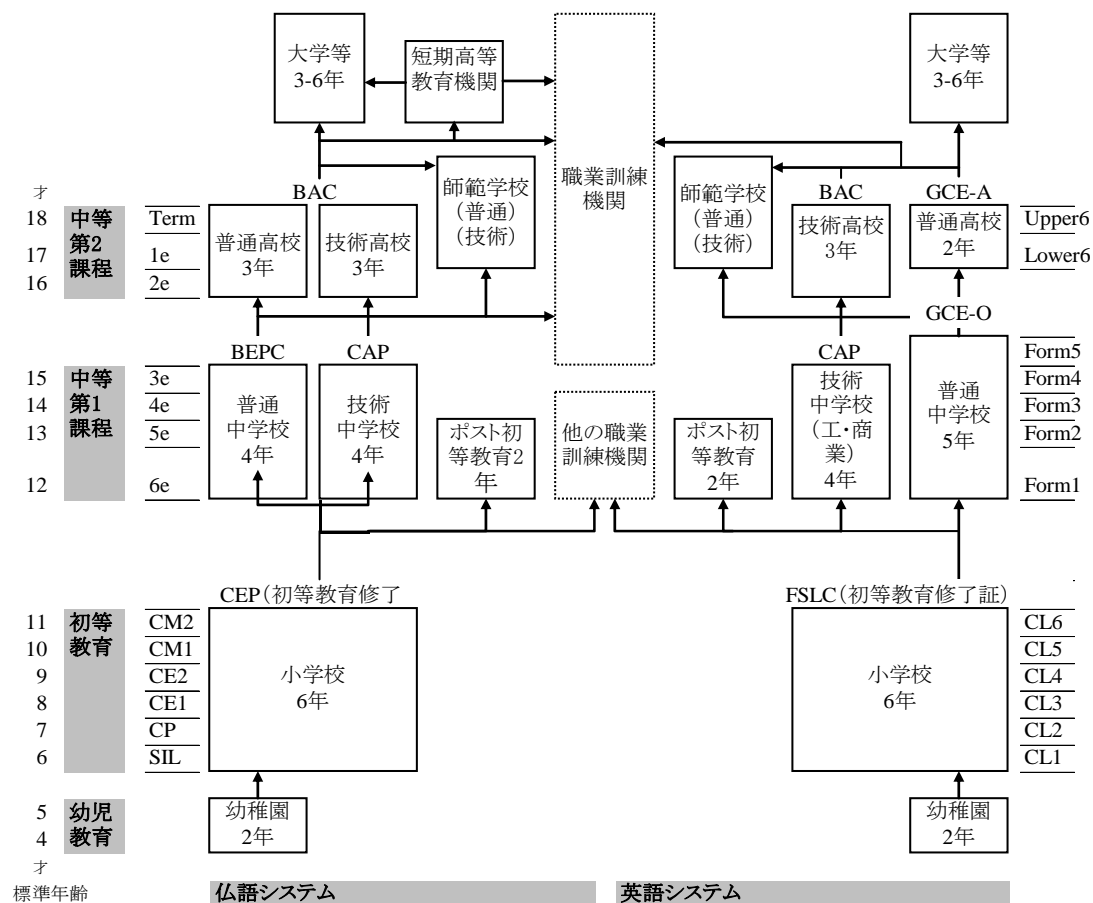 大学等
3-6年
短期高等
教育機関
大学等
3-6年
職業訓練
機関
才
BAC
師範学校
(普通)
(技術)
師範学校
(普通)
(技術)
BAC
GCE-A
18
17
16
中等
第2
課程
Term
1e
2e
普通高校
3年
技術高校
3年
技術高校
3年
普通高校
2年
Upper6
Lower6
GCE-O
BEPC
CAP
CAP
15
14
13
12
中等
第1
課程
3e
4e
5e
6e
普通
中学校
4年
技術
中学校
4年
ポスト初
等教育2
年
他の職業
訓練機関
ポスト初
等教育
2年
技術
中学校
(工・商
業)
4年
普通
中学校
5年
Form5
Form4
Form3
Form2
Form1
CEP(初等教育修了
FSLC(初等教育修了証)
11
10
9
8
7
6
初等
教育
CM2
CM1
CE2
CE1
CP
SIL
小学校
6年
小学校
6年
CL6
CL5
CL4
CL3
CL2
CL1
5
4
幼児
教育
幼稚園
2年
幼稚園
2年
才
標準年齢
仏語システム
英語システム